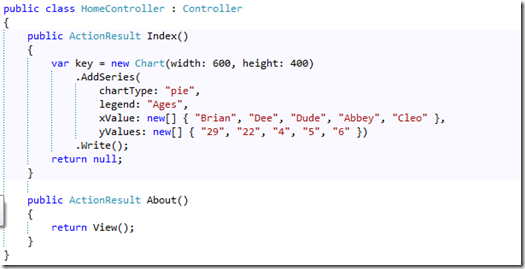 public class HomeController : Controller
{
    public ActionResult Index()
    {
        var key = new Chart(width: 600, height: 400)
            .AddSeries(
                chartType: "pie",
                legend: "Ages",
                xValue: new[] { "Brian", "Dee", "Dude", "Abbey", "Cleo" },
                yValues: new[] { "29", "22", "4", "5", "6" })
            .Write();
        return null;
    }
    public ActionResult About()
    {
        return View();
    }
}